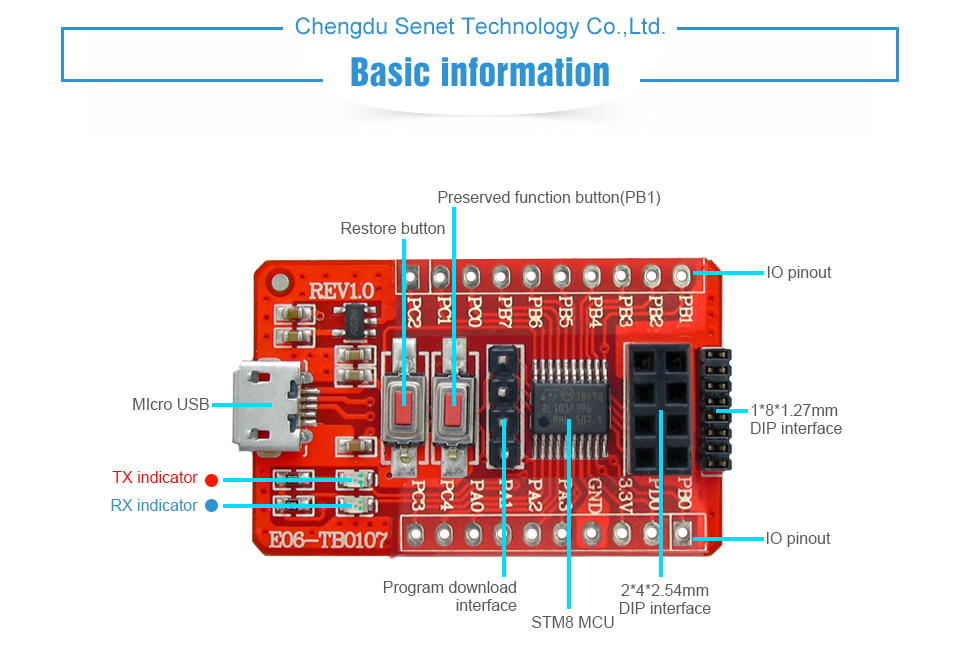 Chengdu Senet Technology Co.,Ltd.
Basic information
Preserved function button(PB1)
Restore button
IO pinout
REV1.0
PC2
PC1
PC0
PB7
PB6
PB5
PB4
PB3
PB2
PB1
MIcro USB
1*8*1.27mm
DIP interface
TX indicator
RX indicator
PC3
PC4
PA0
PA1
PA2
PA3
GND
3.3V
PD0
PB0
E06-TB0107
IO pinout
Program download
interface
2*4*2.54mm
DIP interface
STM8 MCU